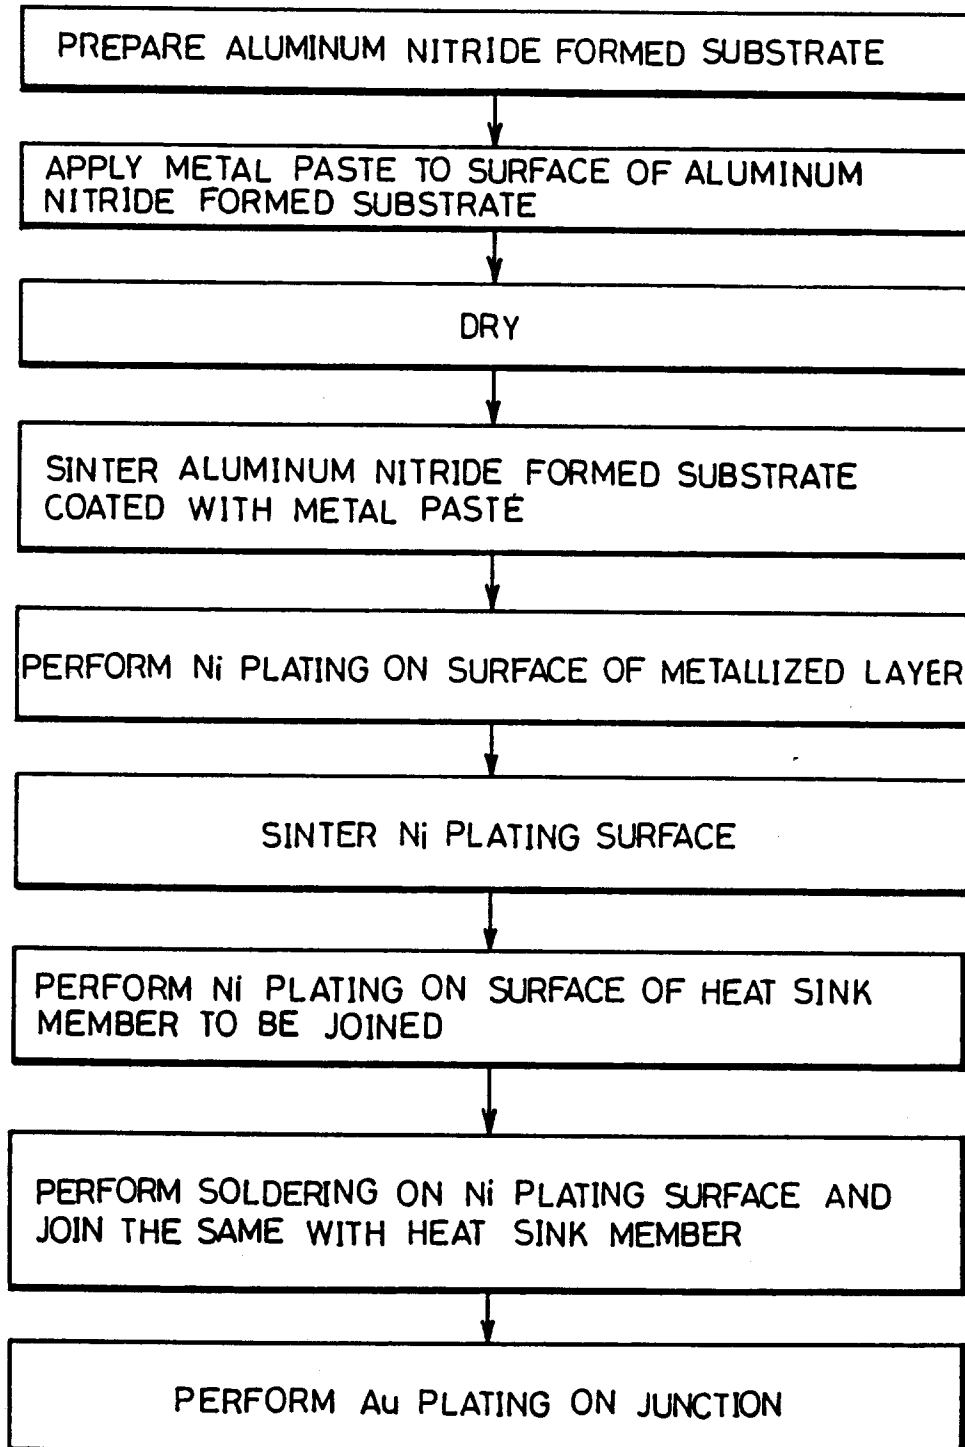 PREPARE ALUMINUM NITRIDE FORMED SUBSTRATE
APPLY METAL PASTE TO SURFACE OF ALUMINUM
NITRIDE FORMED SUBSTRATE
DRY
SINTER ALUMINUM NITRIDE FORMED SUBSTRATE
COATED WITH METAL PASTE
PERFORM Ni PLATING ON SURFACE OF METALLIZED LAYER
SINTER Ni PLATING SURFACE
PERFORM Ni PLATING ON SURFACE OF HEAT SINK
MEMBER TO BE JOINED
PERFORM SOLDERING ON Ni PLATING SURFACE AND
JOIN THE SAME WITH HEAT SINK MEMBER
PERFORM Au PLATING ON JUNCTION